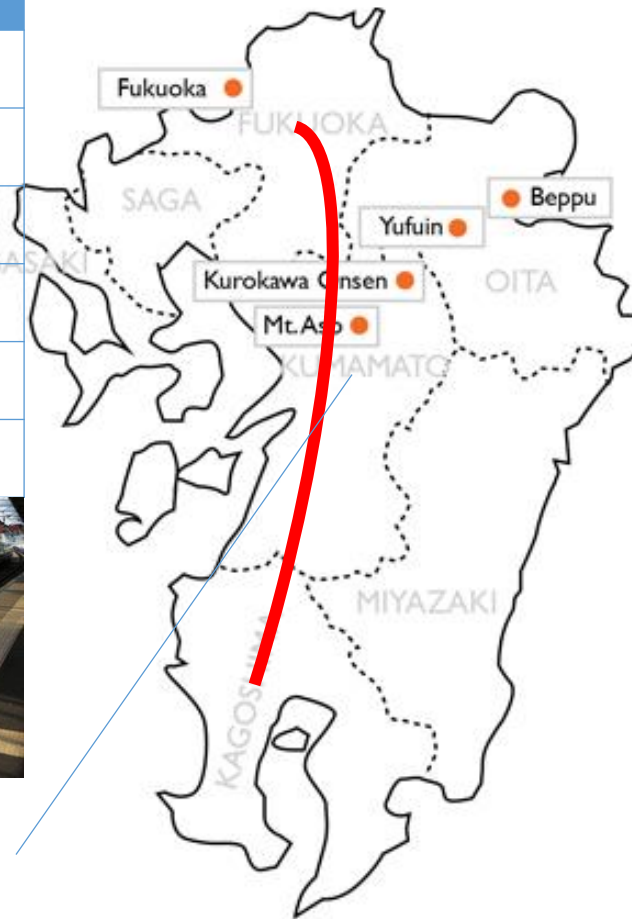 Fukuoka
FUKUOKA
SAGA
Beppu
Yufuin
ASAKI
Kurokawa Onsen
OITA
Mt. Aso
KUMAMATO
MIYAZAKI
KAGOSHIMA